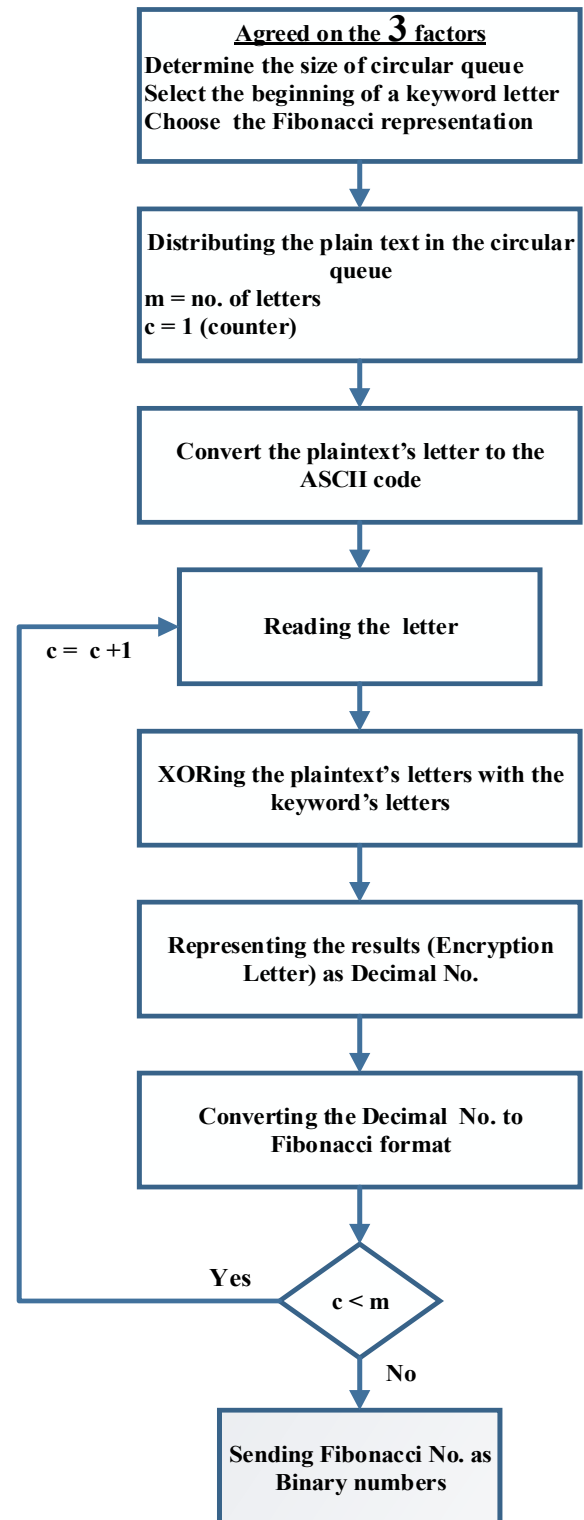 Agreed on the 3 factors
Determine the size of circular queue
Select the beginning of a keyword letter
Choose the Fibonacci representation
Distributing the plain text in the circular
queue
m = no. of letters
c = 1 (counter)
Convert the plaintext’s letter to the
ASCII code
Reading the letter
c = c +1
XORing the plaintext’s letters with the
keyword’s letters
Representing the results (Encryption
Letter) as Decimal No.
Converting the Decimal No. to
Fibonacci format
Yes
c < m
No
Sending Fibonacci No. as
Binary numbers